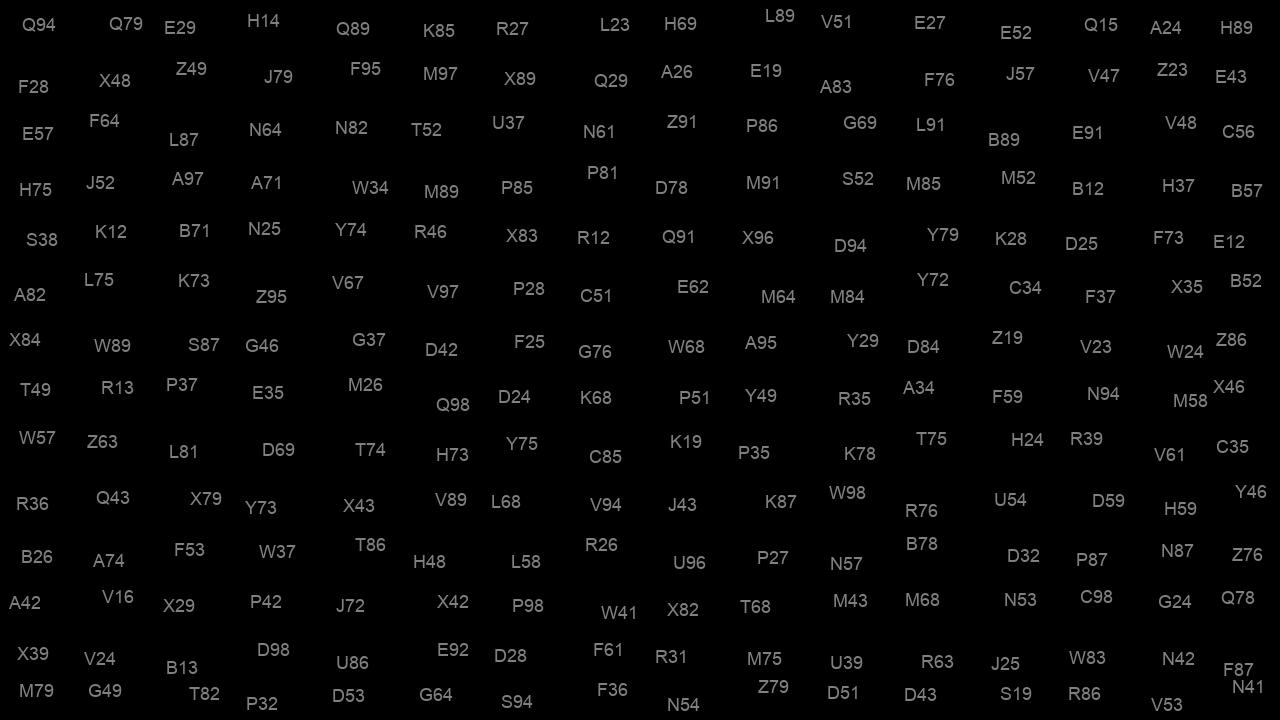 Q94 Q79 E29 H14 Q89 K85 R27 L23 H69 L89 V51 E27 E52 Q15 A24 H89
F28 X48 Z49 J79 F95 M97 X89 Q29 A26 E19 A83 F76 J57 V47 Z23 E43
E57 F64 L87 N64 N82 T52 U37 N61 Z91 P86 G69 L91 B89 E91 V48 C56
H75 J52 A97 A71 W34 M89 P85 P81 D78 M91 S52 M85 M52 B12 H37 B57
S38 K12 B71 N25 Y74 R46 X83 R12 Q91 X96 D94 Y79 K28 D25 F73 E12
A82 L75 K73 Z95 V67 V97 P28 C51 E62 M64 M84 Y72 C34 F37 X35 B52
X84 W89 S87 G46 G37 D42 F25 G76 W68 A95 Y29 D84 Z19 V23 W24 Z86
T49 R13 P37 E35 M26 Q98 D24 K68 P51 Y49 R35 A34 F59 N94 M58 X46
W57 Z63 L81 D69 T74 H73 Y75 C85 K19 P35 K78 T75 H24 R39 V61 C35
R36 Q43 X79 Y73 X43 V89 L68 V94 J43 K87 W98 R76 U54 D59 H59 Y46
B26 A74 F53 W37 T86 H48 L58 R26 U96 P27 N57 B78 D32 P87 N87 Z76
A42 V16 X29 P42 J72 X42 P98 W41 X82 T68 M43 M68 N53 C98 G24 Q78
X39 V24 B13 D98 U86 E92 D28 F61 R31 M75 U39 R63 J25 W83 N42 F87
M79 G49 T82 P32 D53 G64 S94 F36 N54 Z79 D51 D43 S19 R86 V53 N41